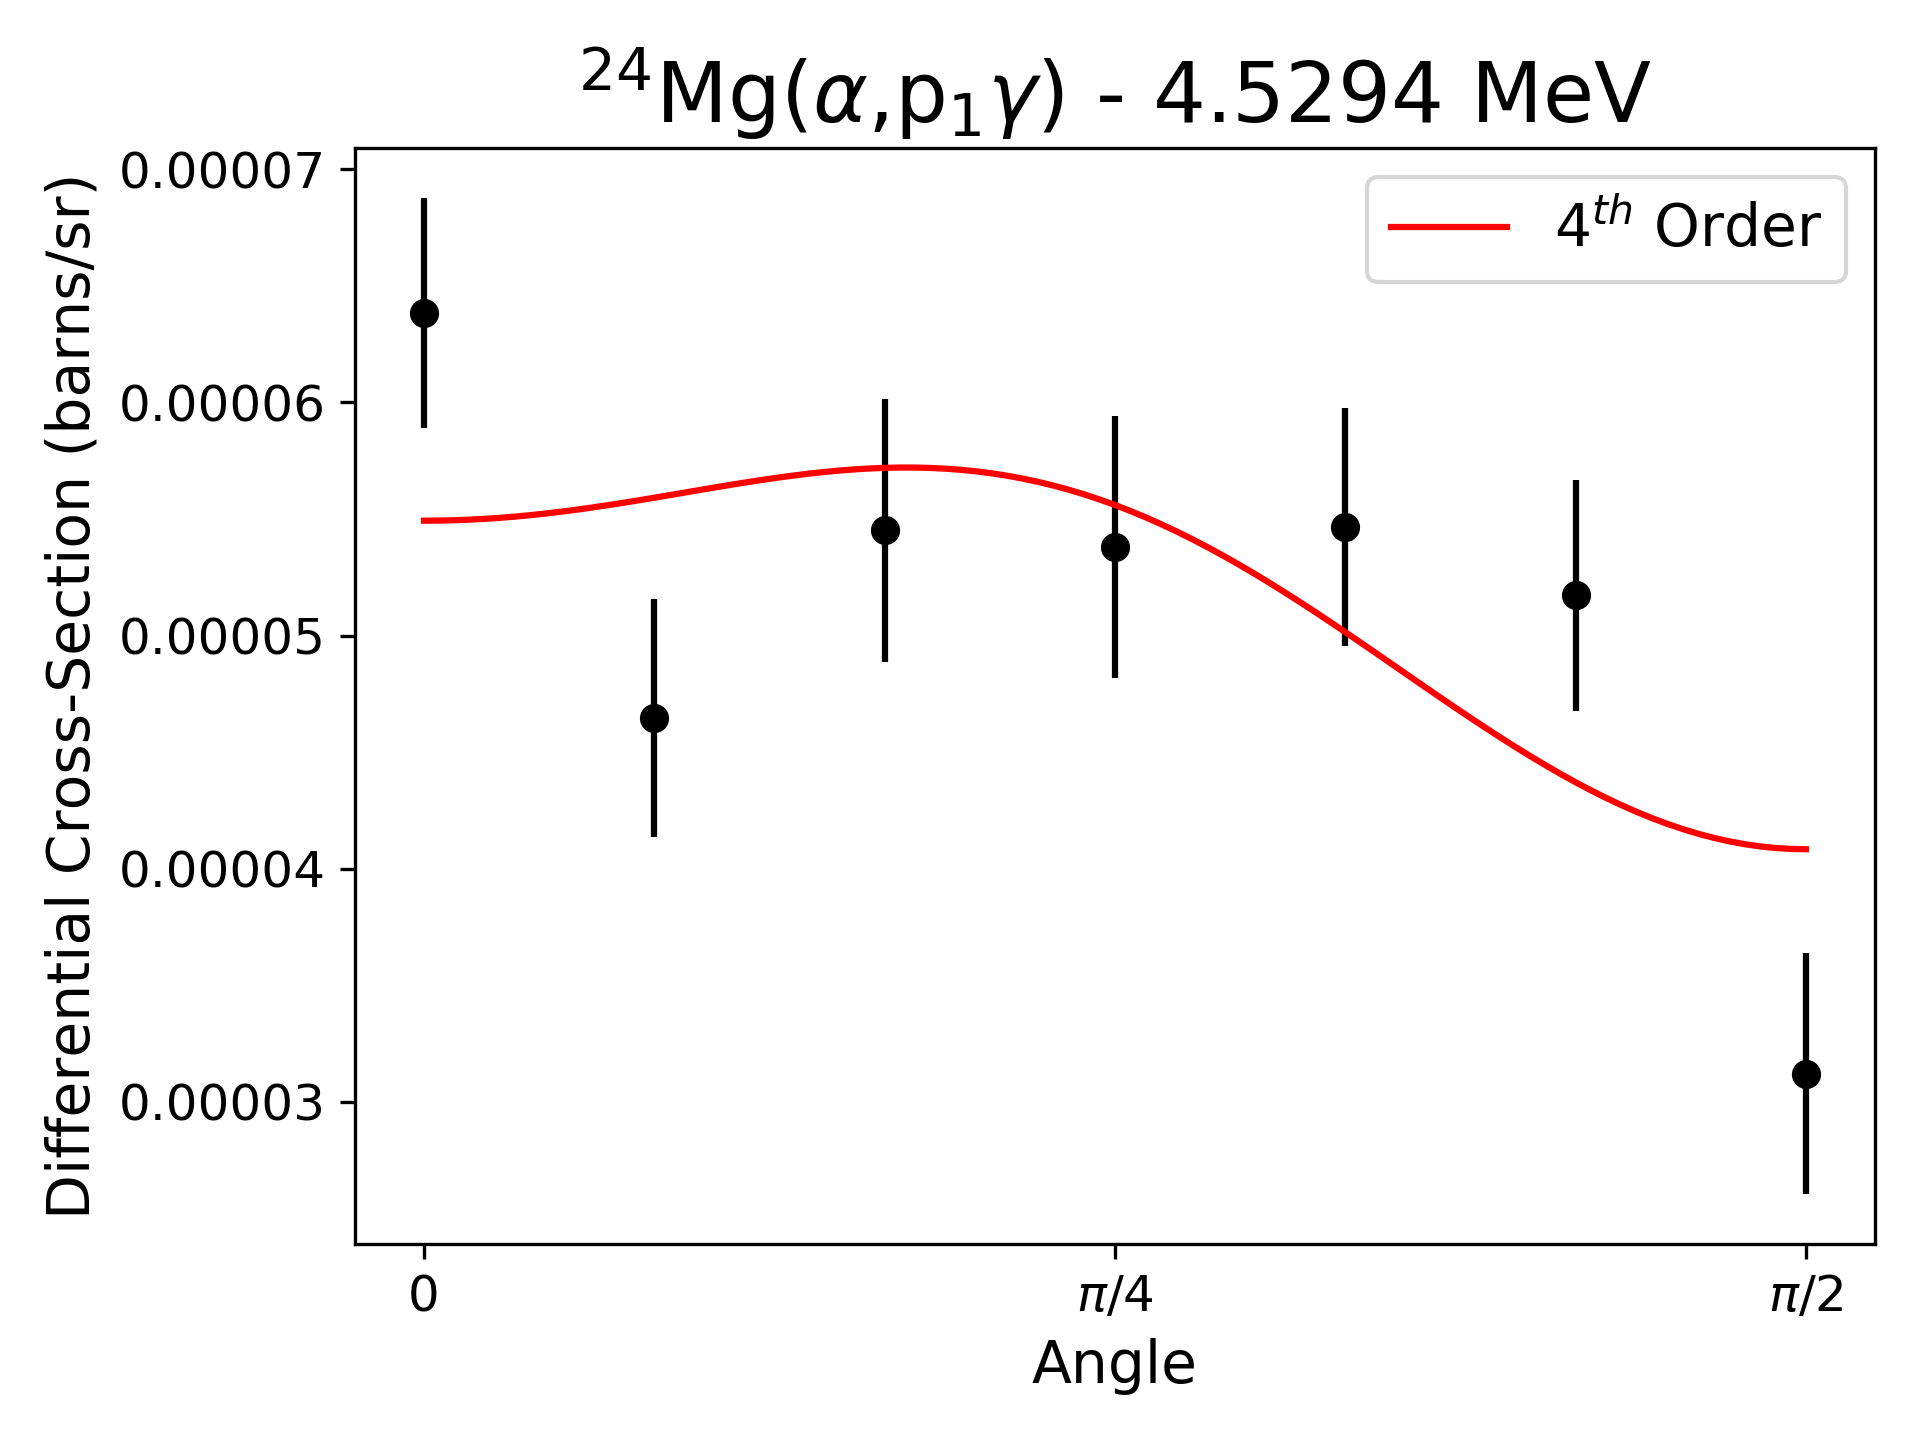 ²⁴Mg(α,p₁γ) - 4.5294 MeV
Differential Cross-Section (barns/sr)
0.00007
0.00006
0.00005
0.00004
0.00003
4ᵗʰ Order
0 π/4 π/2
Angle